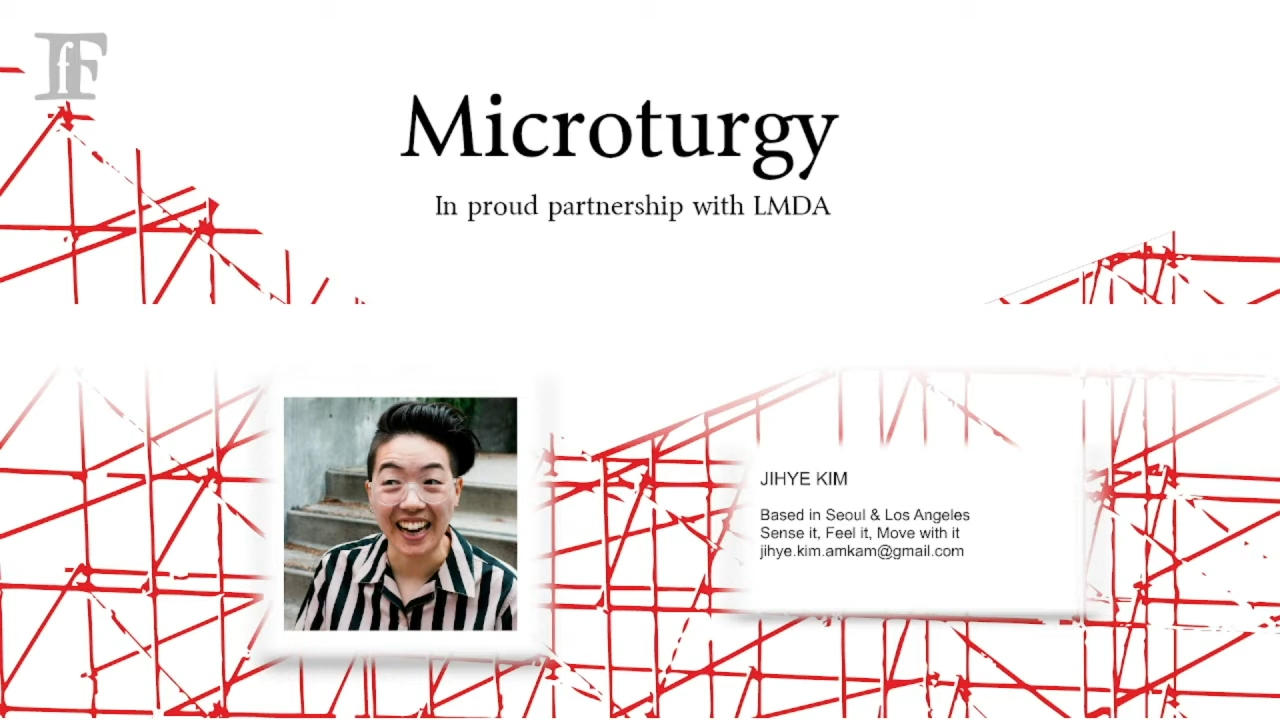 fF
Microturgy
In proud partnership with LMDA
JIHYE KIM
Based in Seoul & Los Angeles
Sense it, Feel it, Move with it
jihye.kim.amkam@gmail.com